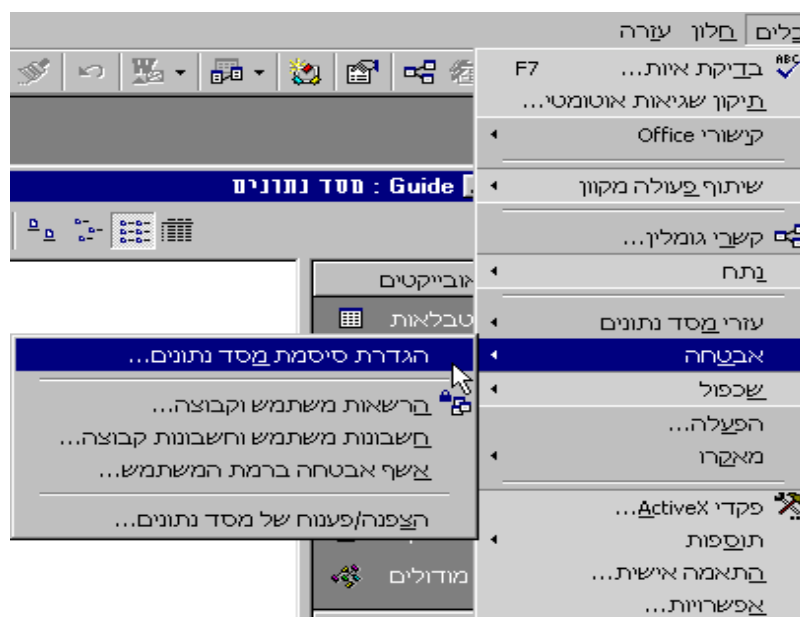 כלים חלון עזרה
ABC
בדיקת איות... F7
תיקון שגיאות אוטומטי...
קישורי Office
שיתוף פעולה מקוון
קשרי גומלין...
נתח
עזרי מסד נתונים
אבטחה
שכפול
הפעלה...
מאקרו
פקדי ActiveX...
תוספות
התאמה אישית...
אפשרויות...
Guide : מסד נתונים
אובייקטים
טבלאות
מודולים
הגדרת סיסמת מסד נתונים...
הרשאות משתמש וקבוצה...
חשבונות משתמש וחשבונות קבוצה...
אשף אבטחה ברמת המשתמש...
הצפנה/פענוח של מסד נתונים...